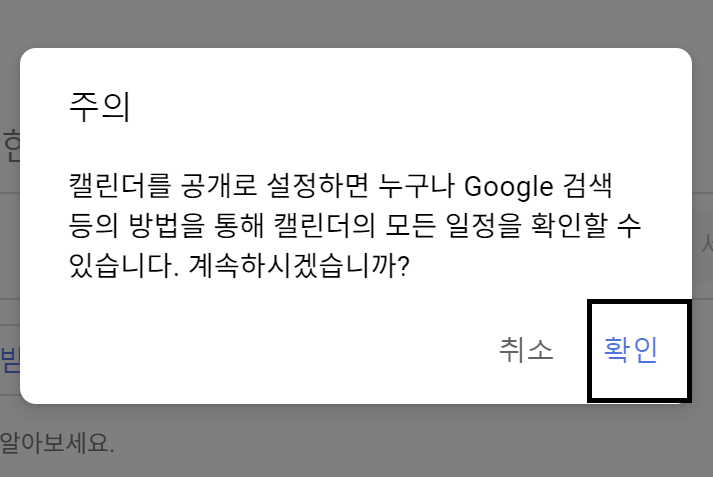 주의
캘린더를 공개로 설정하면 누구나 Google 검색
등의 방법을 통해 캘린더의 모든 일정을 확인할 수
있습니다. 계속하시겠습니까?
취소 확인
알아보세요.